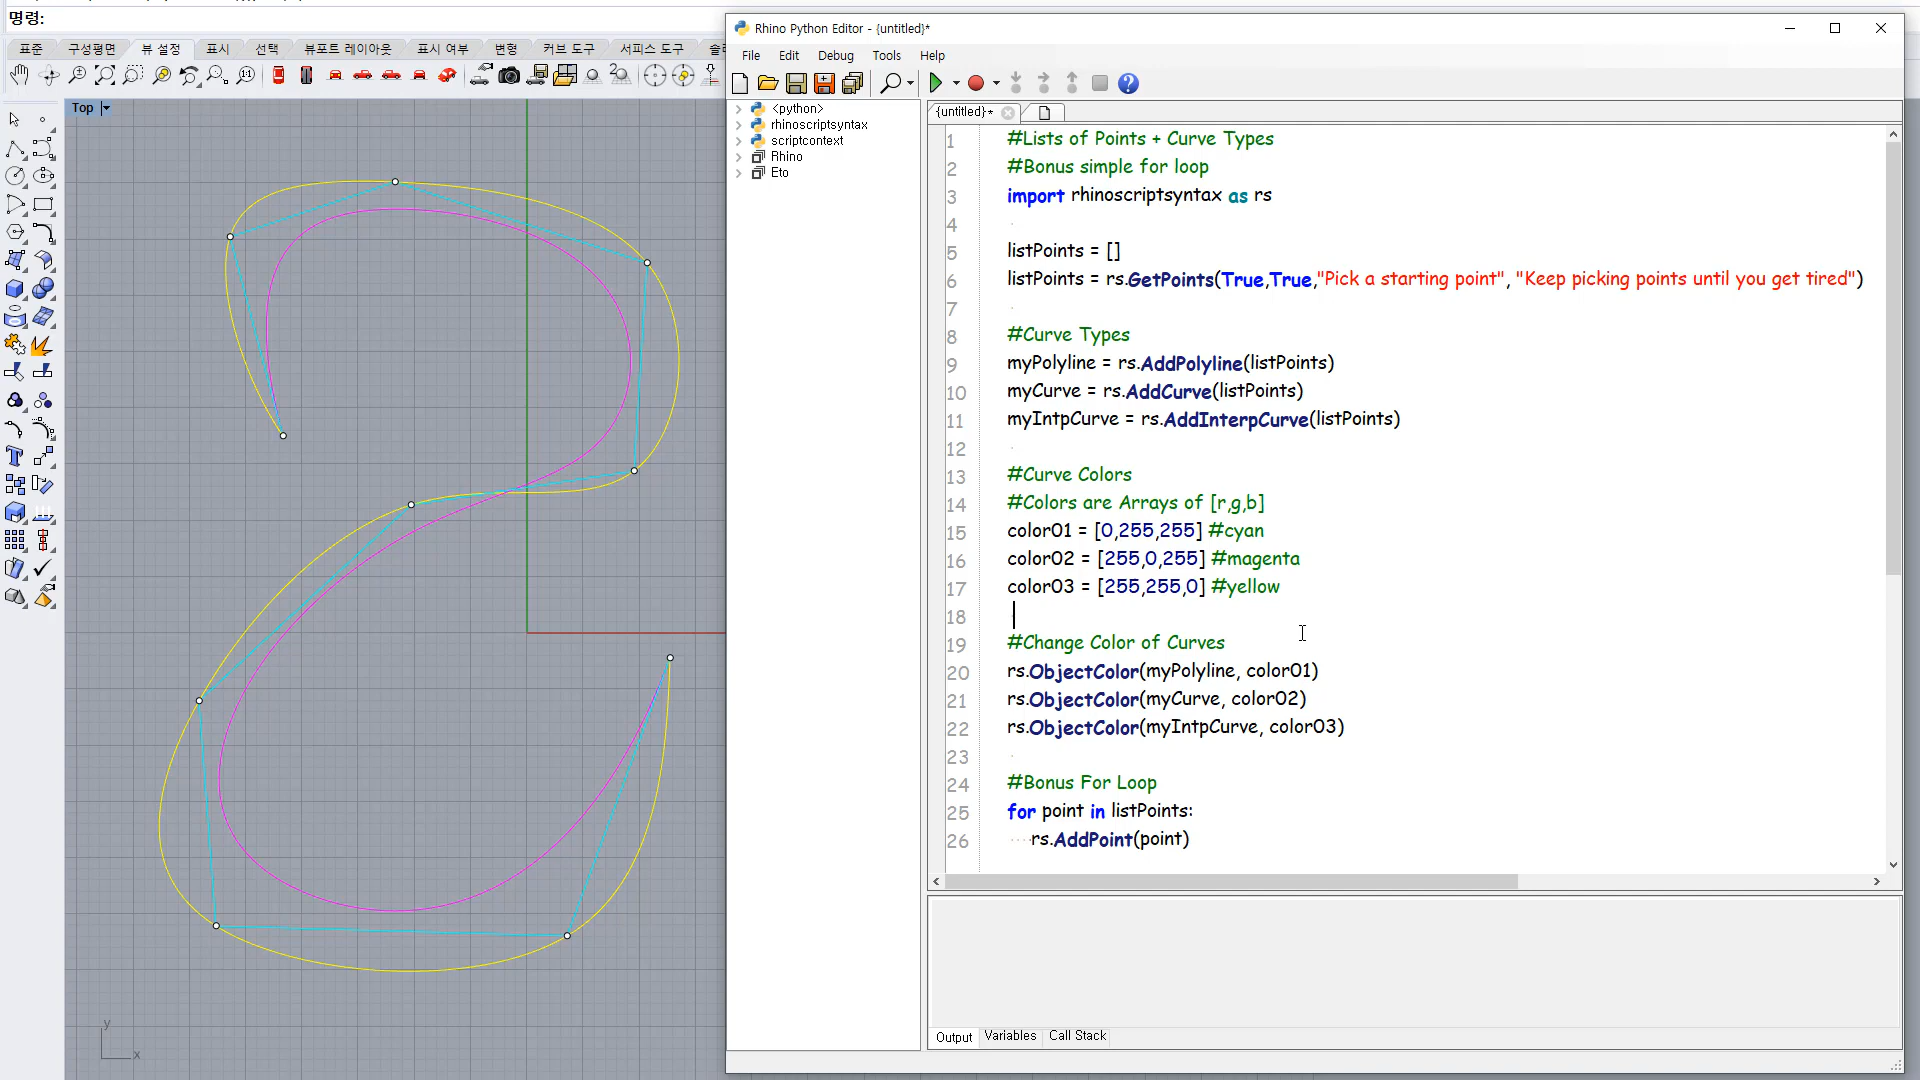 명령:
표준 구성평면 뷰 설정 표시 선택 뷰포트 레이아웃 표시 여부 변형 커브 도구 서피스 도구
Top
y
x
Rhino Python Editor - {untitled}*
File Edit Debug Tools Help
<python>
rhinoscriptsyntax
scriptcontext
Rhino
Eto
{untitled}*
1 #Lists of Points + Curve Types
2 #Bonus simple for loop
3 import rhinoscriptsyntax as rs
4
5 listPoints = []
6 listPoints = rs.GetPoints(True,True,"Pick a starting point", "Keep picking points until you get tired")
7
8 #Curve Types
9 myPolyline = rs.AddPolyline(listPoints)
10 myCurve = rs.AddCurve(listPoints)
11 myIntpCurve = rs.AddInterpCurve(listPoints)
12
13 #Curve Colors
14 #Colors are Arrays of [r,g,b]
15 color01 = [0,255,255] #cyan
16 color02 = [255,0,255] #magenta
17 color03 = [255,255,0] #yellow
18
19 #Change Color of Curves
20 rs.ObjectColor(myPolyline, color01)
21 rs.ObjectColor(myCurve, color02)
22 rs.ObjectColor(myIntpCurve, color03)
23
24 #Bonus For Loop
25 for point in listPoints:
26 rs.AddPoint(point)
Output Variables Call Stack